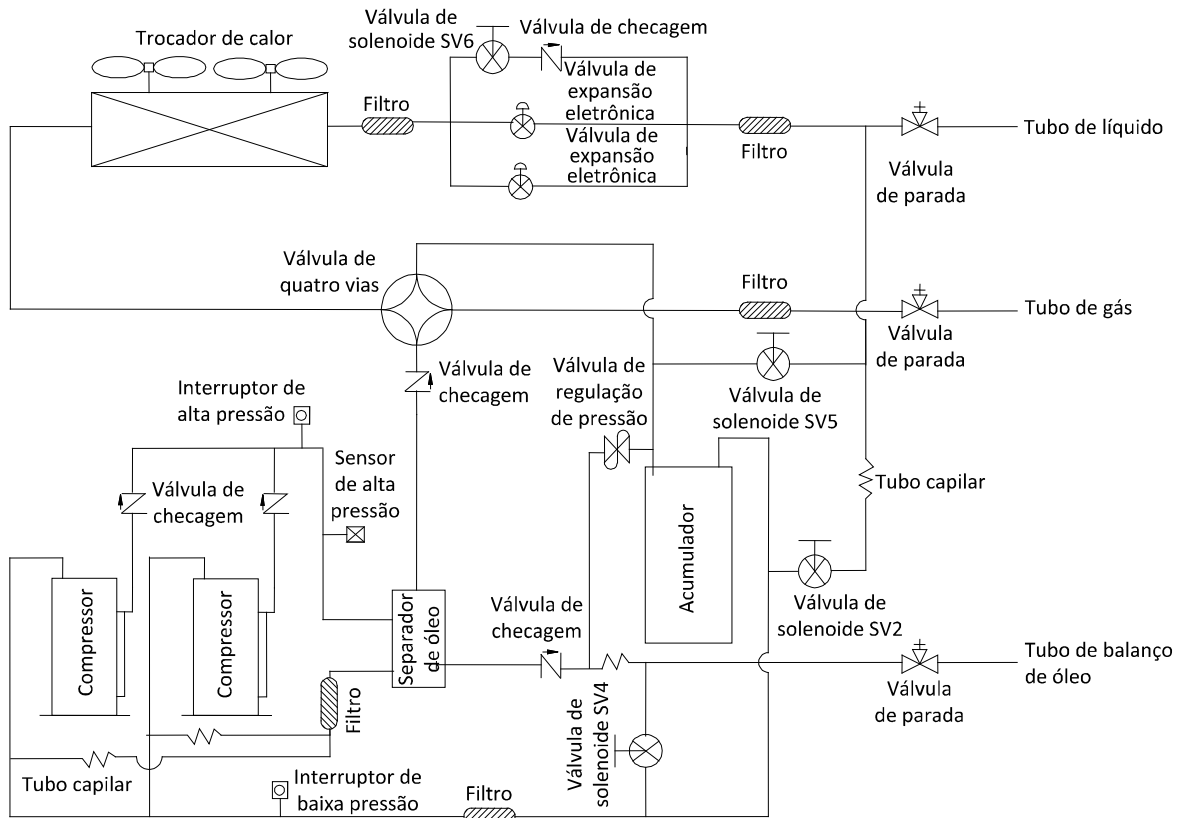 Trocador de calor
Válvula de
solenoide SV6
Válvula de checagem
Válvula de
expansão
eletrônica
Válvula de
expansão
eletrônica
Filtro
Filtro
Tubo de líquido
Válvula
de parada
Válvula de
quatro vias
Filtro
Tubo de gás
Válvula
de parada
Válvula de
checagem
Válvula de
regulação
de pressão
Válvula de
solenoide SV5
Interruptor de
alta pressão
Sensor
de alta
pressão
Válvula de
checagem
Tubo capilar
Acumulador
Compressor
Compressor
Separador
de óleo
Válvula de
checagem
Válvula de
solenoide SV2
Tubo de balanço
de óleo
Válvula
de parada
Filtro
Válvula de
solenoide SV4
Tubo capilar
Interruptor de
baixa pressão
Filtro